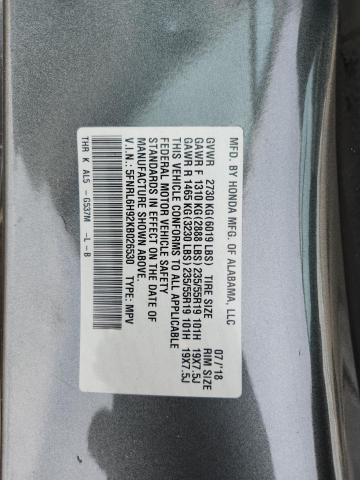 MFD. BY HONDA MFG. OF ALABAMA, LLC 07/'18
GVWR 2730 KG (6019 LBS) TIRE SIZE RIM SIZE
GAWR F 1310 KG (2888 LBS) 235/55R19 101H 19X7.5J
GAWR R 1465 KG (3230 LBS) 235/55R19 101H 19X7.5J
THIS VEHICLE CONFORMS TO ALL APPLICABLE
FEDERAL MOTOR VEHICLE SAFETY
STANDARDS IN EFFECT ON THE DATE OF
MANUFACTURE SHOWN ABOVE
V.I.N.: 5FNRL6H92KB026530 TYPE: MPV
THR K AL5 -G537M -L-B